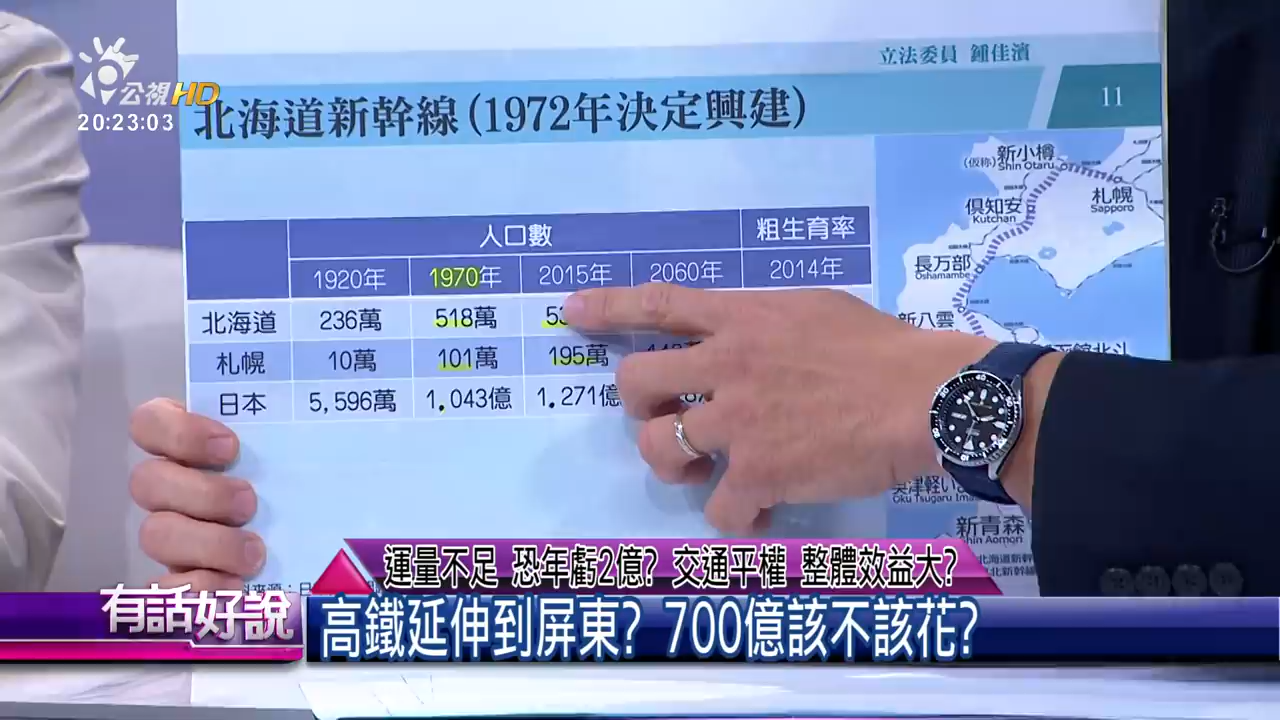 公視HD
20:23:03
立法委員 鍾佳濱
11
北海道新幹線(1972年決定興建)
人口數
粗生育率
1920年
1970年
2015年
2060年
2014年
北海道
236萬
518萬
札幌
10萬
101萬
195萬
日本
5,596萬
1.043億
1.271億
(仮称)新小樽
Shin Otaru
札幌
Sapporo
倶知安
Kutchan
長万部
Oshamambe
新八雲
Oku Tsugaru
新青森
Shin Aomori
運量不足 恐年虧2億? 交通平權 整體效益大?
有話好說
高鐵延伸到屏東? 700億該不該花?